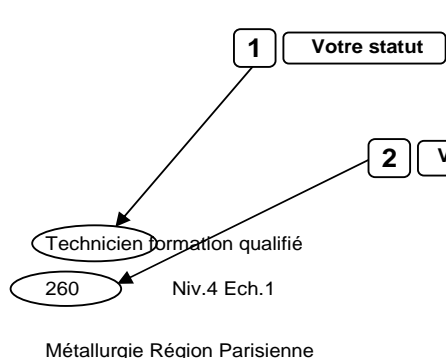 1 Votre statut
2 V
Technicien formation qualifié
260 Niv.4 Ech.1
Métallurgie Région Parisienne